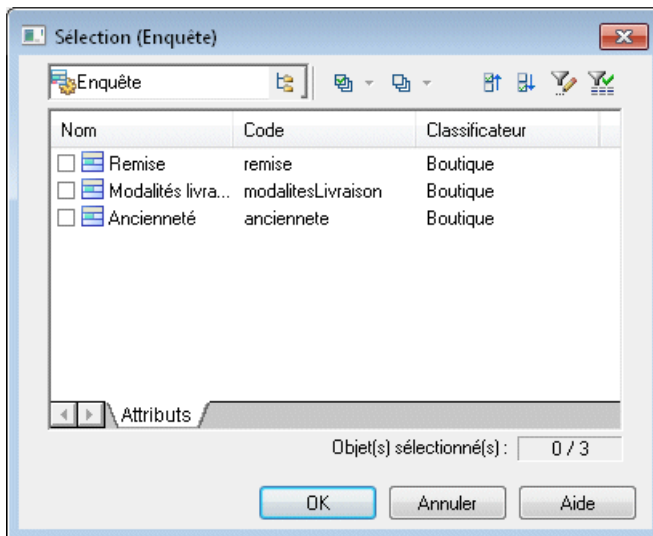 Sélection (Enquête)
Enquête
Nom Code Classificateur
Remise remise Boutique
Modalités livra... modalitesLivraison Boutique
Ancienneté anciennete Boutique
Attributs
Objet(s) sélectionné(s) : 0 / 3
OK Annuler Aide